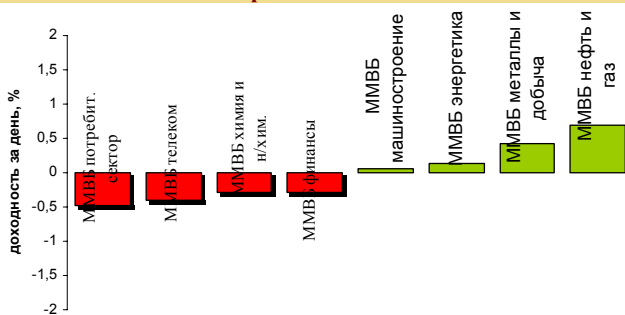 доходность за день, %
2
1,5
1
0,5
0
-0,5
-1
-1,5
-2
ММВБ потребит.
сектор
ММВБ телеком
ММВБ химия и
н/хим.
ММВБ финансы
ММВБ
машиностроение
ММВБ энергетика
ММВБ металлы и
добыча
ММВБ нефть и
газ